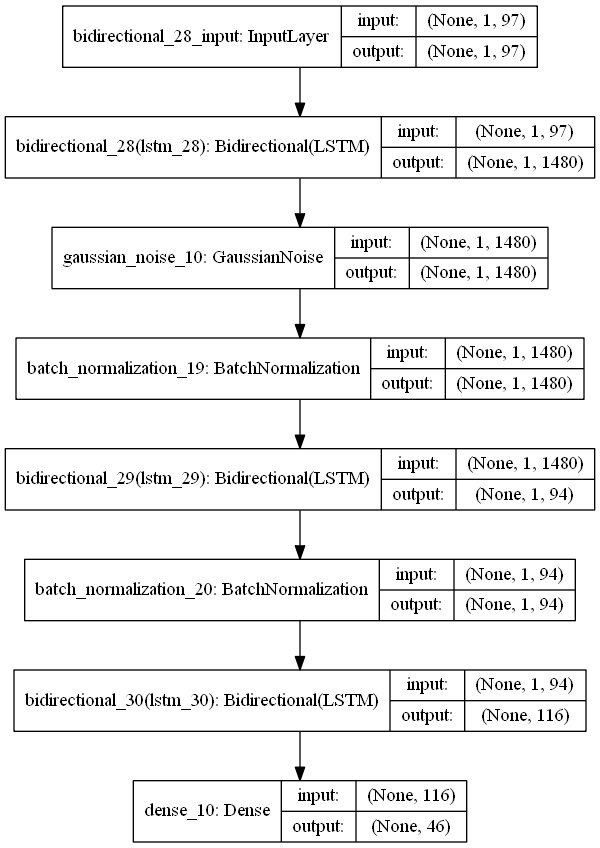 bidirectional_28_input: InputLayer
input: (None, 1, 97)
output: (None, 1, 97)
bidirectional_28(lstm_28): Bidirectional(LSTM)
input: (None, 1, 97)
output: (None, 1, 1480)
gaussian_noise_10: GaussianNoise
input: (None, 1, 1480)
output: (None, 1, 1480)
batch_normalization_19: BatchNormalization
input: (None, 1, 1480)
output: (None, 1, 1480)
bidirectional_29(lstm_29): Bidirectional(LSTM)
input: (None, 1, 1480)
output: (None, 1, 94)
batch_normalization_20: BatchNormalization
input: (None, 1, 94)
output: (None, 1, 94)
bidirectional_30(lstm_30): Bidirectional(LSTM)
input: (None, 1, 94)
output: (None, 116)
dense_10: Dense
input: (None, 116)
output: (None, 46)